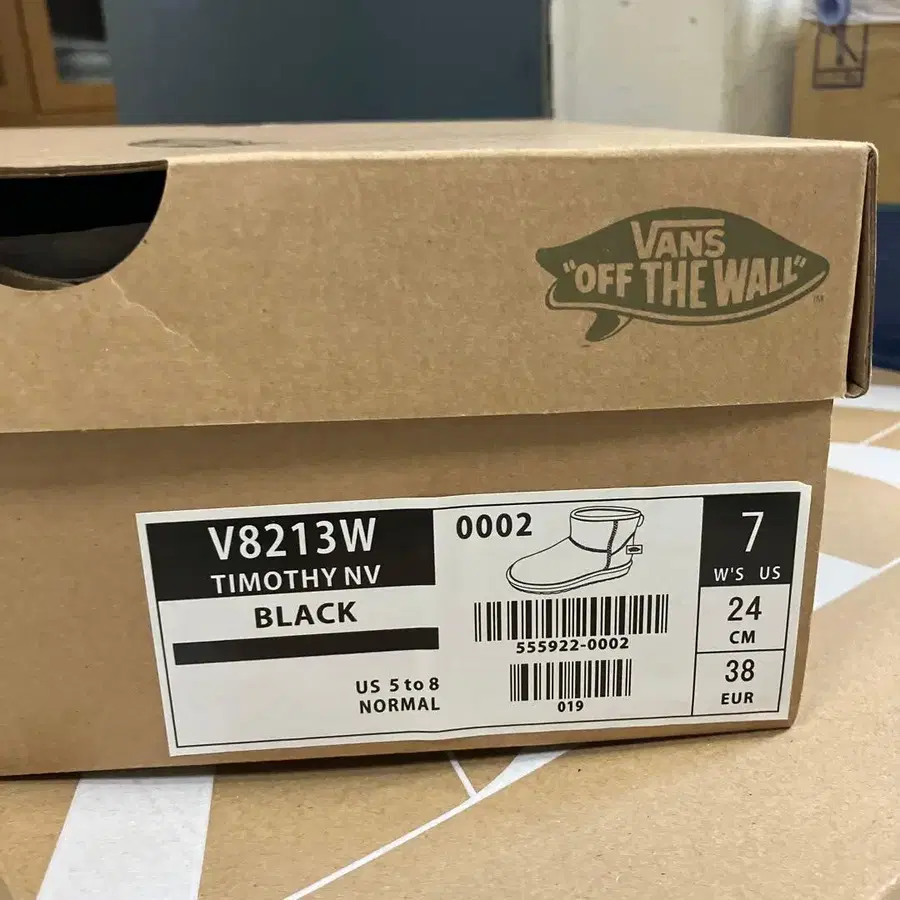 VANS
"OFF THE WALL"
TM
V8213W
TIMOTHY NV
BLACK
US 5 to 8
NORMAL
0002
555922-0002
019
7
W'S US
24
CM
38
EUR